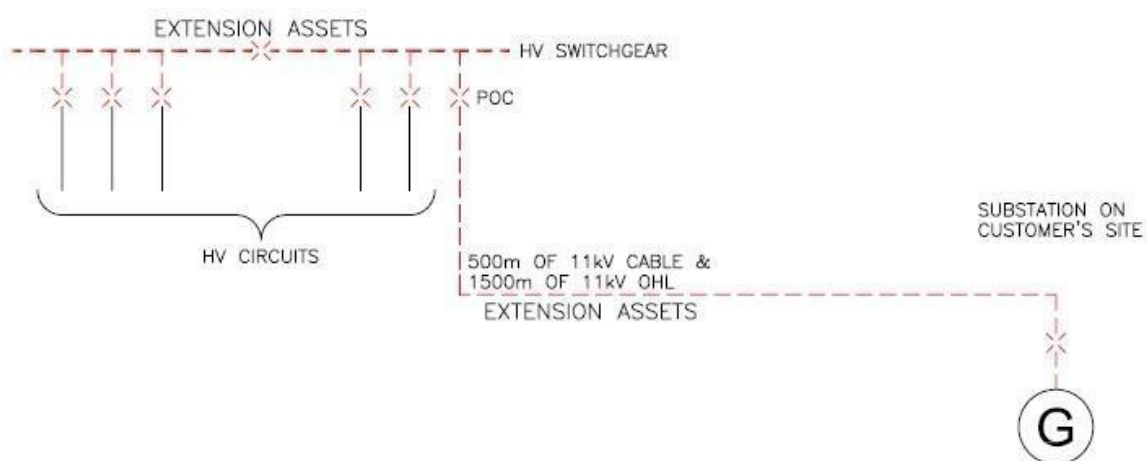 EXTENSION ASSETS
HV SWITCHGEAR
POC
HV CIRCUITS
SUBSTATION ON
CUSTOMER'S SITE
500m OF 11kV CABLE &
1500m OF 11kV OHL
EXTENSION ASSETS
G